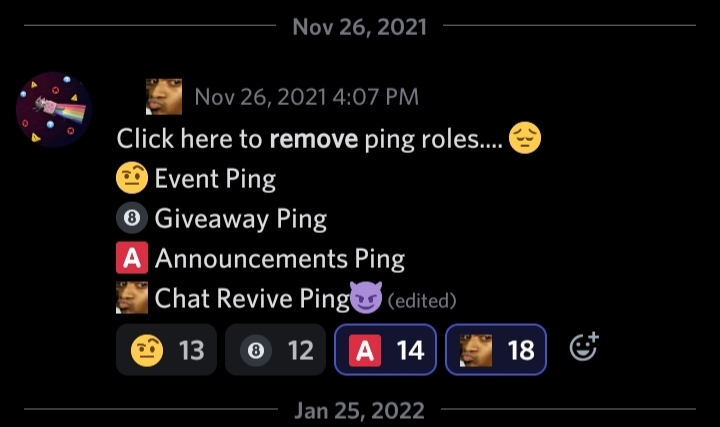 Nov 26, 2021
Nov 26, 2021 4:07 PM
Click here to remove ping roles.... 😔
🤨 Event Ping
🎱 Giveaway Ping
🅰 Announcements Ping
Chat Revive Ping😈 (edited)
🤨 13 🎱 12 🅰 14 18
Jan 25, 2022